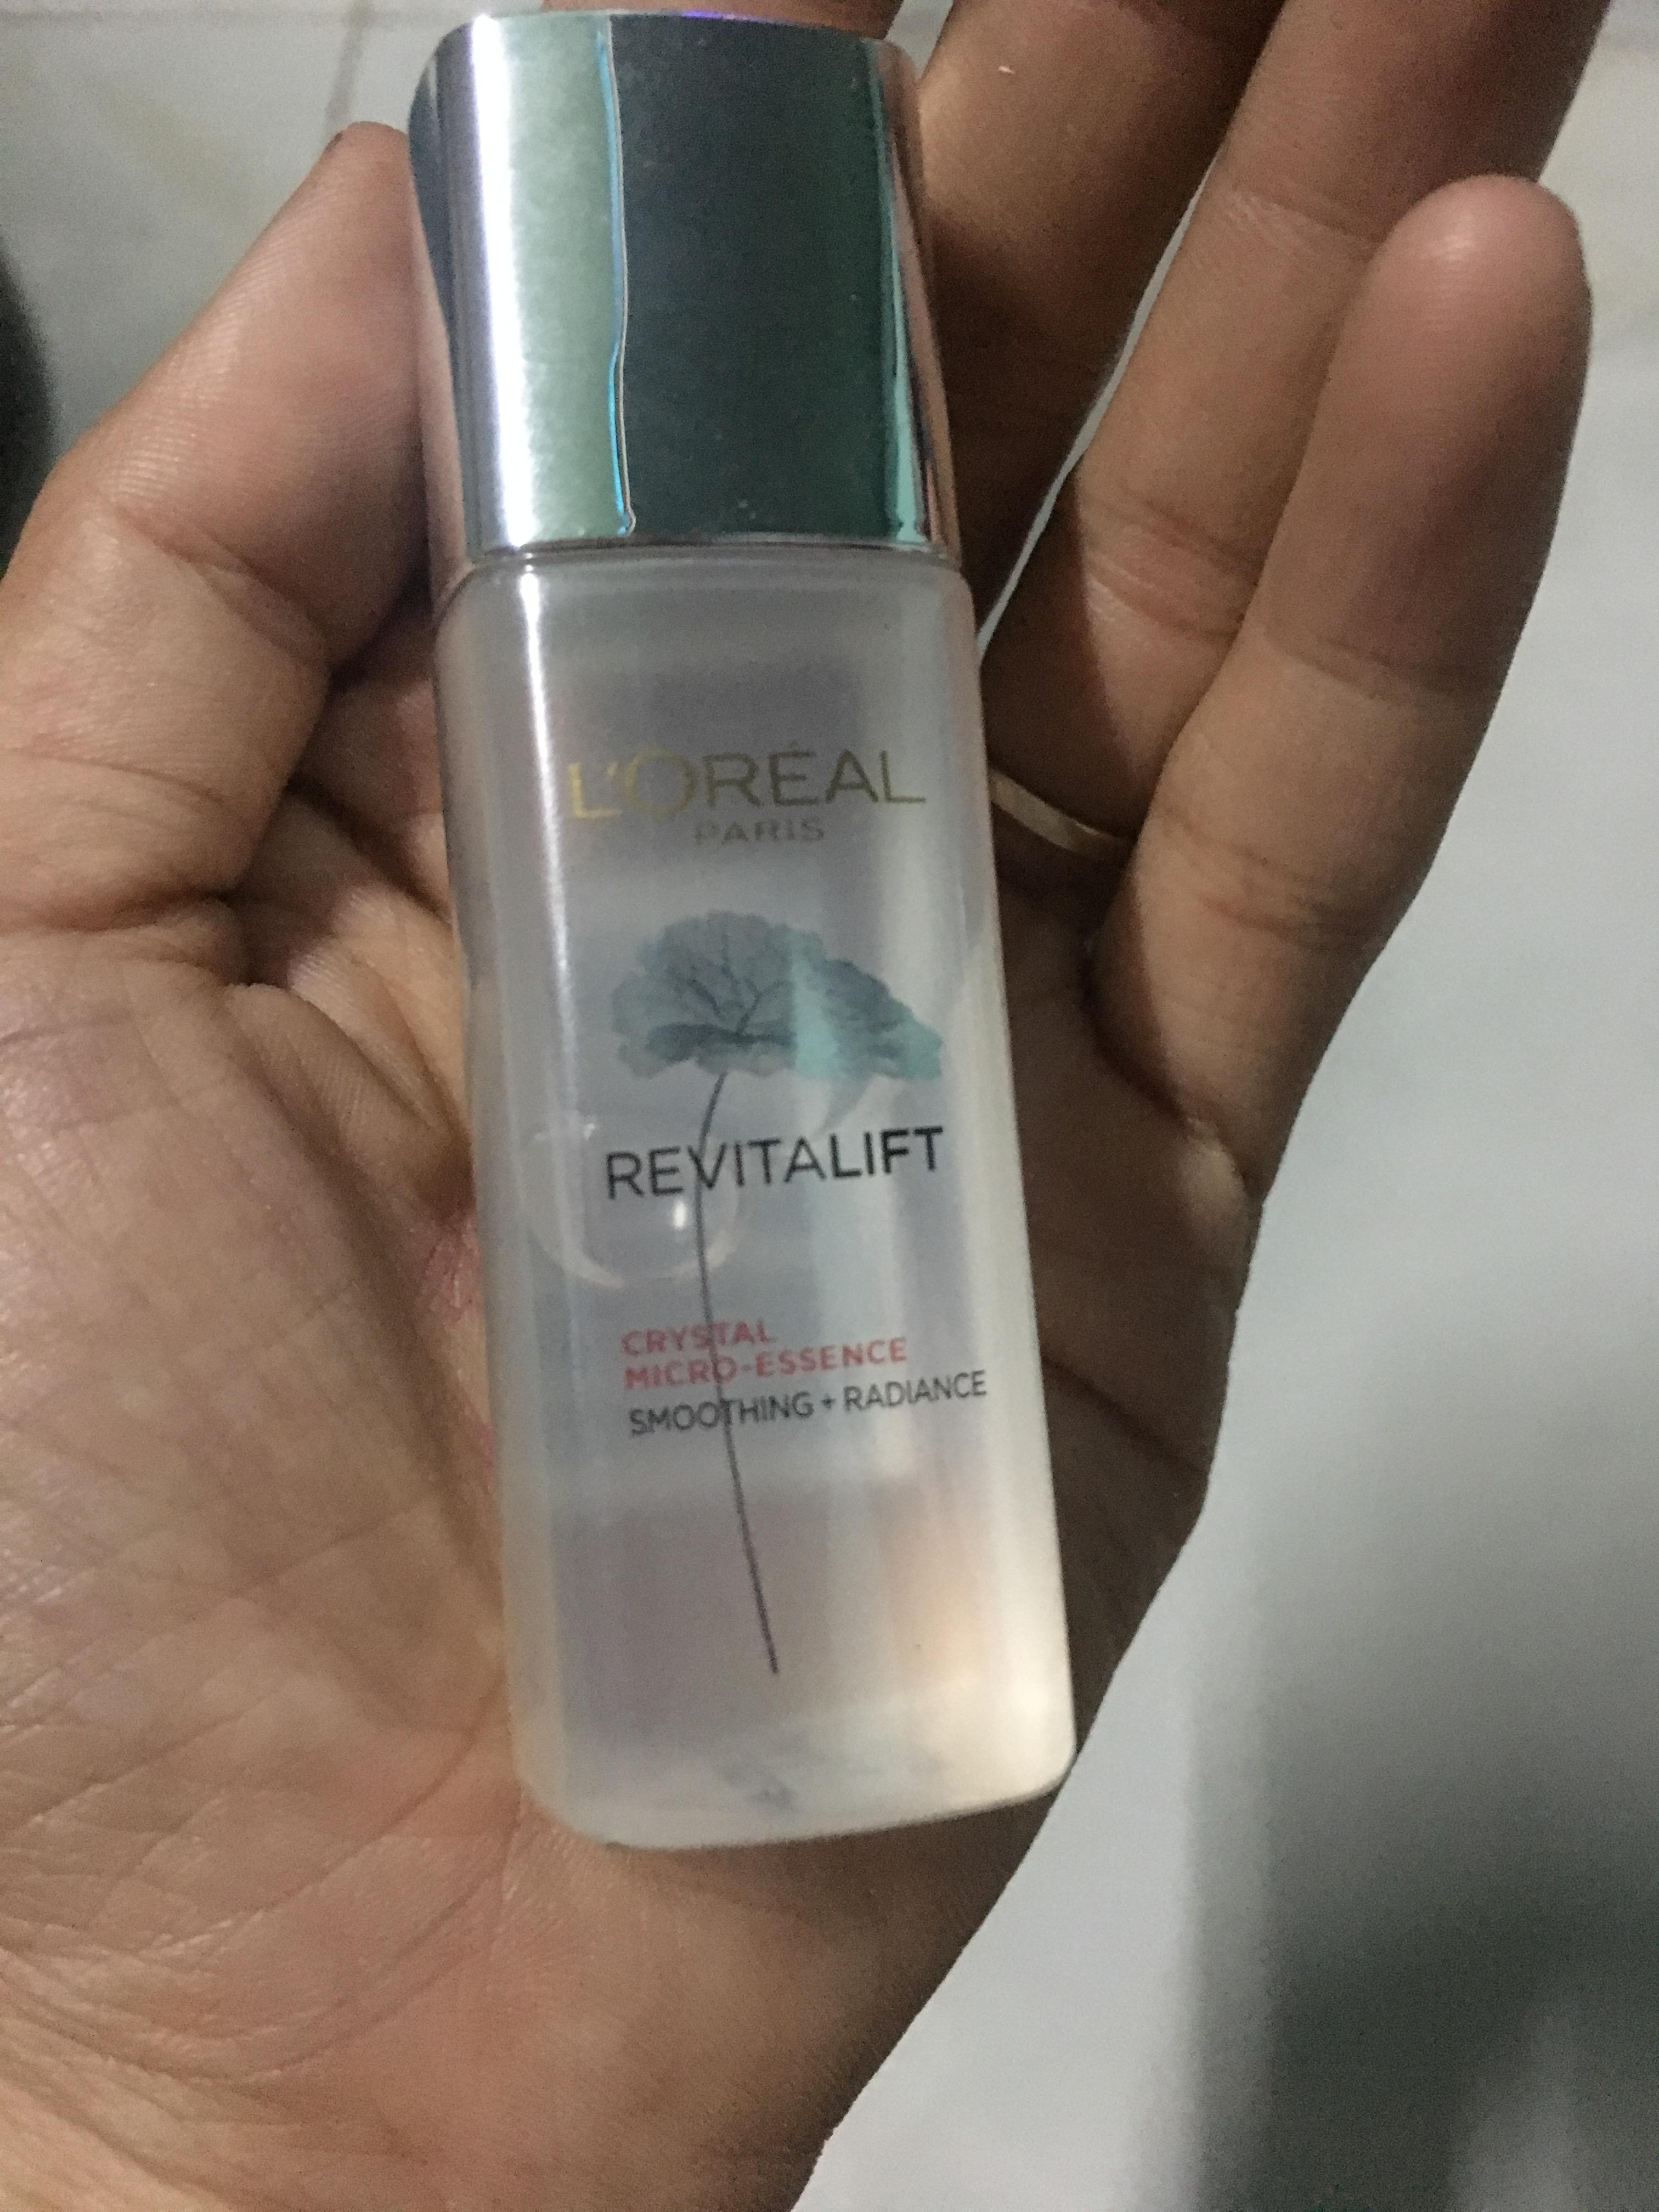 L'ORÉAL
PARIS
REVITALIFT
CRYSTAL
MICRO-ESSENCE
SMOOTHING + RADIANCE